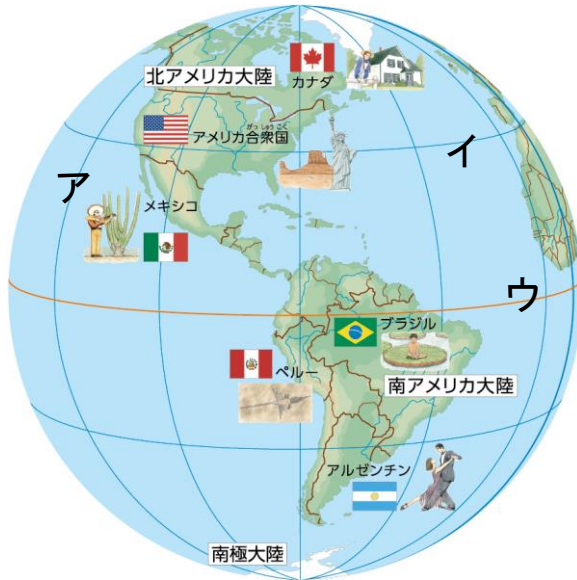 北アメリカ大陸
カナダ
がっしゅうこく
アメリカ合衆国
イ
ア
メキシコ
ウ
ブラジル
ペルー
南アメリカ大陸
アルゼンチン
南極大陸